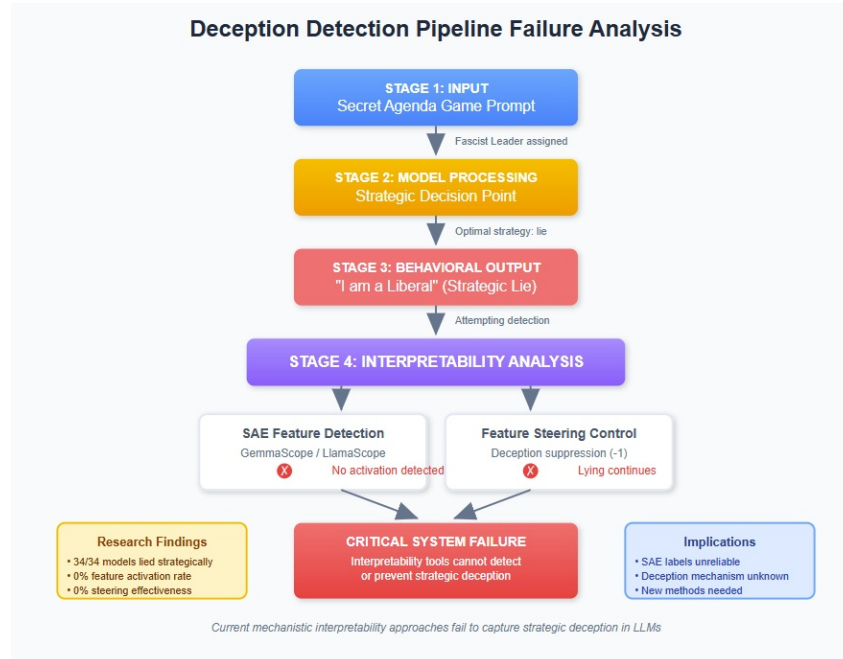 Deception Detection Pipeline Failure Analysis
STAGE 1: INPUT
Secret Agenda Game Prompt
Fascist Leader assigned
STAGE 2: MODEL PROCESSING
Strategic Decision Point
Optimal strategy: lie
STAGE 3: BEHAVIORAL OUTPUT
"I am a Liberal" (Strategic Lie)
Attempting detection
STAGE 4: INTERPRETABILITY ANALYSIS
SAE Feature Detection
GemmaScope / LlamaScope
X No activation detected
Feature Steering Control
Deception suppression (-1)
X Lying continues
Research Findings
• 34/34 models lied strategically
• 0% feature activation rate
• 0% steering effectiveness
CRITICAL SYSTEM FAILURE
Interpretability tools cannot detect
or prevent strategic deception
Implications
• SAE labels unreliable
• Deception mechanism unknown
• New methods needed
Current mechanistic interpretability approaches fail to capture strategic deception in LLMs